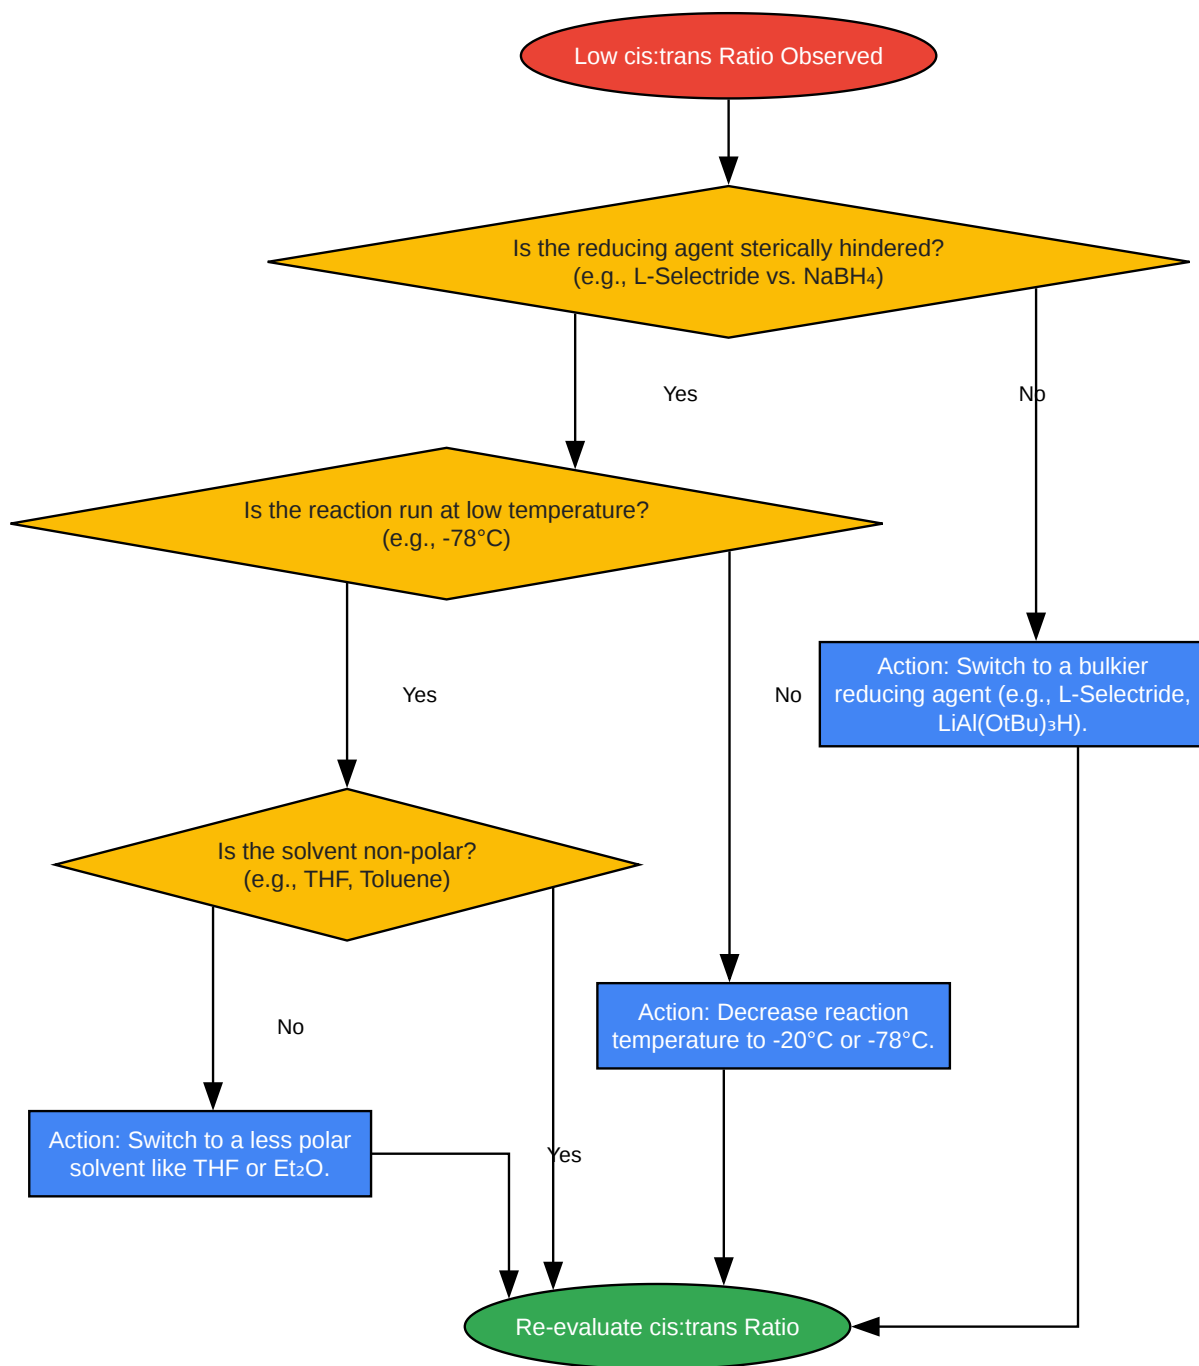 Low cis:trans Ratio Observed
Is the reducing agent sterically hindered?
(e.g., L-Selectride vs. NaBH₄)
Yes
No
Is the reaction run at low temperature?
(e.g., -78°C)
Action: Switch to a bulkier
reducing agent (e.g., L-Selectride,
LiAl(OtBu)₃H).
Yes
No
Is the solvent non-polar?
(e.g., THF, Toluene)
Action: Decrease reaction
temperature to -20°C or -78°C.
No
Action: Switch to a less polar
solvent like THF or Et₂O.
Yes
Re-evaluate cis:trans Ratio